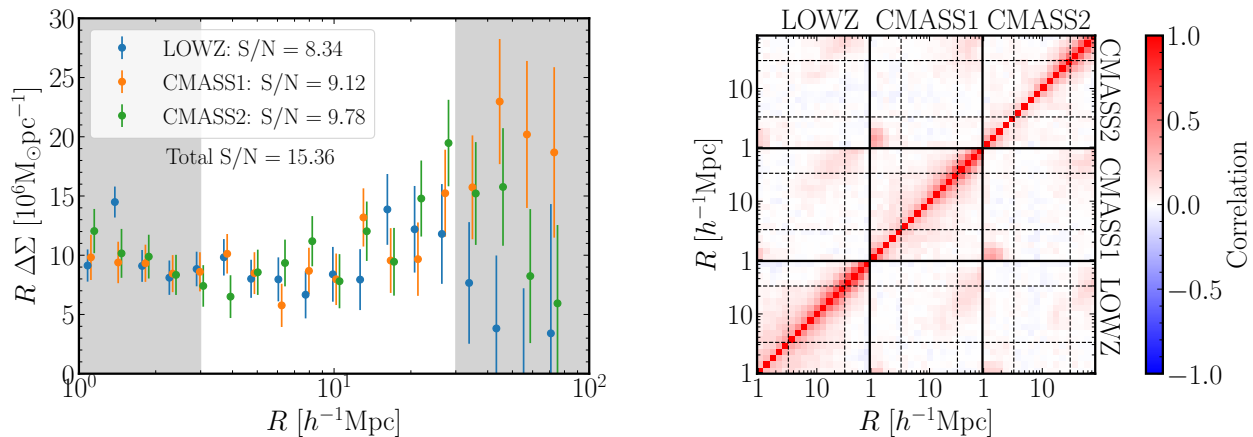 30
25
20
15
10
5
0
R ΔΣ [10⁶M⊙pc⁻¹]
LOWZ: S/N = 8.34
CMASS1: S/N = 9.12
CMASS2: S/N = 9.78
Total S/N = 15.36
10⁰
10¹
10²
R [h⁻¹Mpc]
LOWZ CMASS1 CMASS2
10
1
10
1
10
1
R [h⁻¹Mpc]
CMASS2
CMASS1
LOWZ
1 10 1 10 1 10
R [h⁻¹Mpc]
1.0
0.5
0.0
−0.5
−1.0
Correlation